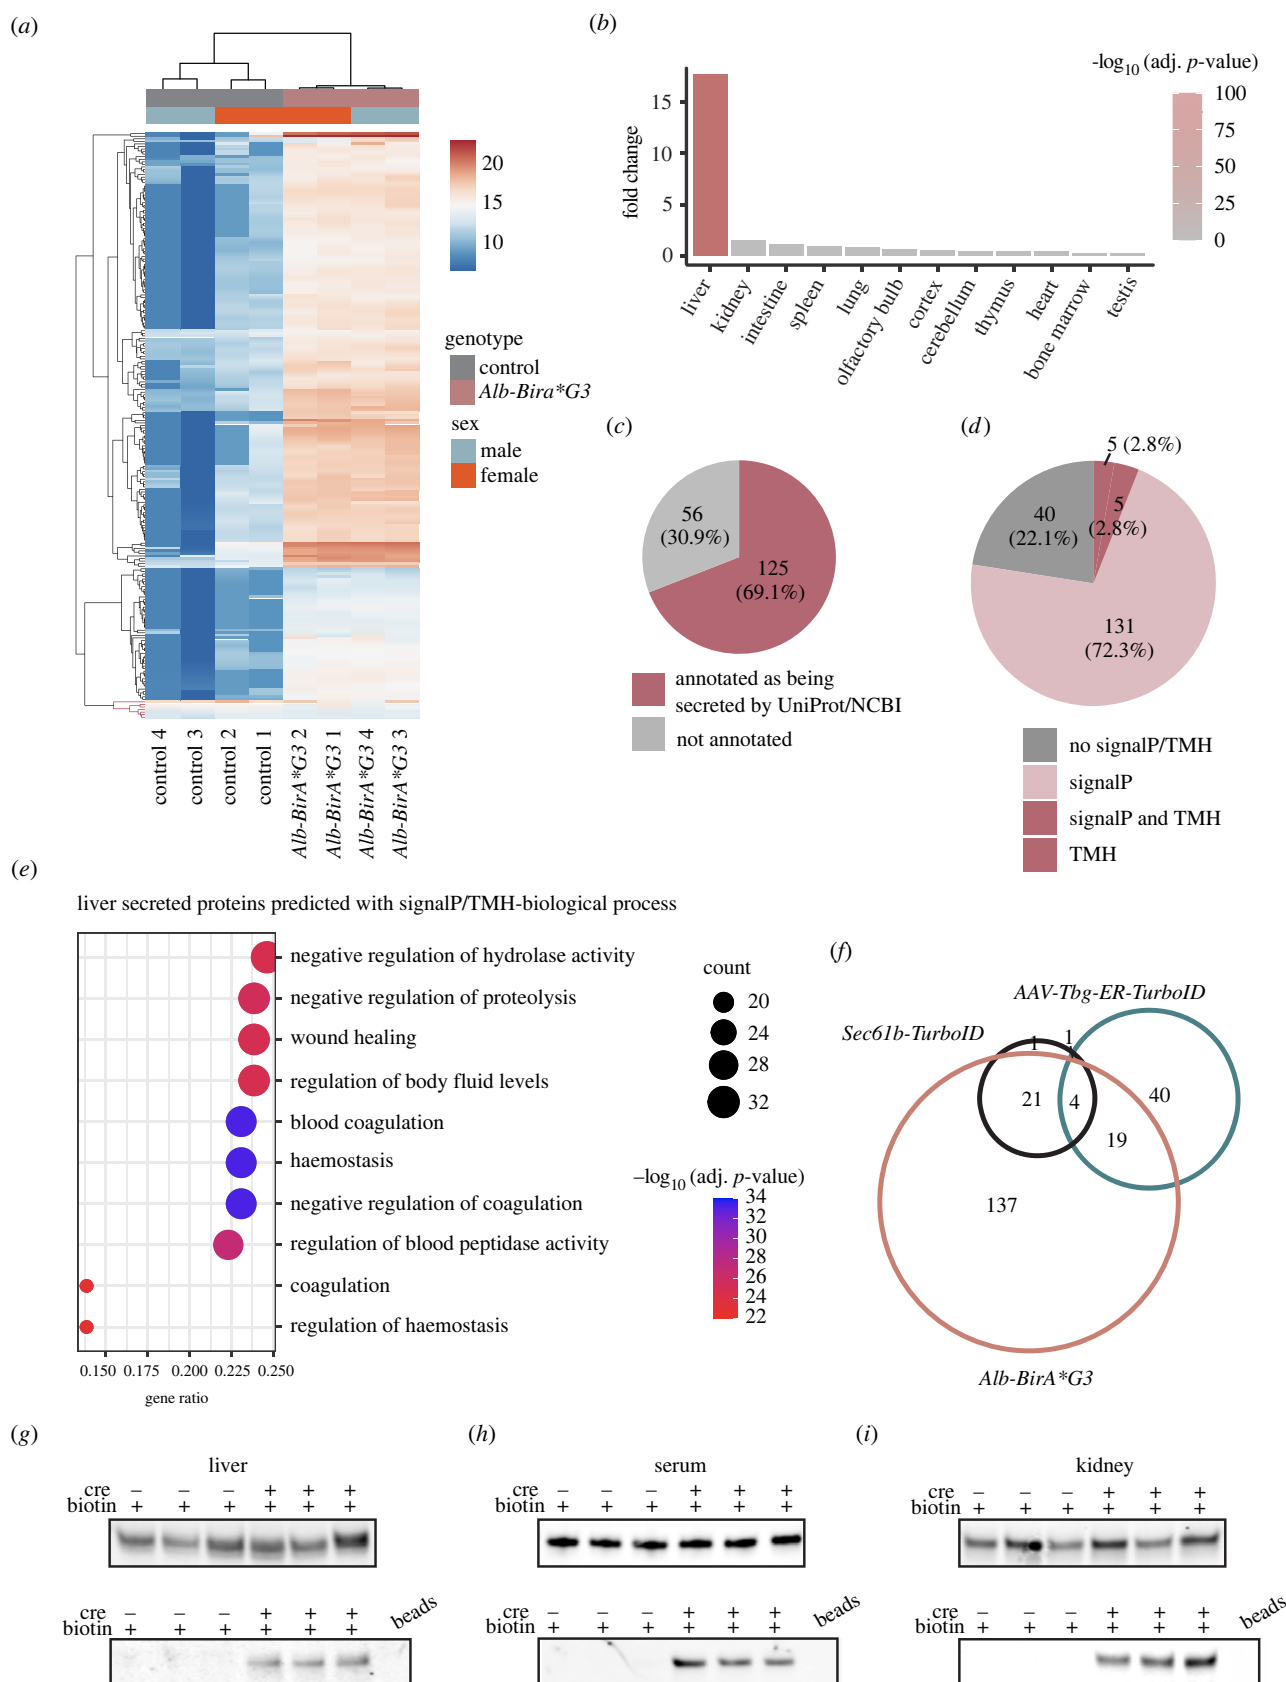 (a)
20
15
10
genotype
control
Alb-Bira*G3
sex
male
female
control 4
control 3
control 2
control 1
Alb-BirA*G3 2
Alb-BirA*G3 1
Alb-BirA*G3 4
Alb-BirA*G3 3
(b)
-log10 (adj. p-value)
100
75
50
25
0
fold change
15
10
5
0
liver
kidney
intestine
spleen
lung
olfactory bulb
cortex
cerebellum
thymus
heart
bone marrow
testis
(c)
56
(30.9%)
125
(69.1%)
annotated as being
secreted by UniProt/NCBI
not annotated
(d)
5 (2.8%)
5
(2.8%)
40
(22.1%)
131
(72.3%)
no signalP/TMH
signalP
signalP and TMH
TMH
(e)
liver secreted proteins predicted with signalP/TMH-biological process
negative regulation of hydrolase activity
negative regulation of proteolysis
wound healing
regulation of body fluid levels
blood coagulation
haemostasis
negative regulation of coagulation
regulation of blood peptidase activity
coagulation
regulation of haemostasis
0.150 0.175 0.200 0.225 0.250
gene ratio
count
20
24
28
32
–log10 (adj. p-value)
34
32
30
28
26
24
22
(f)
AAV-Tbg-ER-TurboID
Sec61b-TurboID
1
1
21
4
40
19
137
Alb-BirA*G3
(g)
liver
cre – – – + + +
biotin + + + + + +
cre – – – + + + beads
biotin + + + + + +
(h)
serum
– – – + + +
+ + + + + +
– – – + + + beads
+ + + + + +
(i)
kidney
cre – – – + + +
biotin + + + + + +
cre – – – + + + beads
biotin + + + + + +